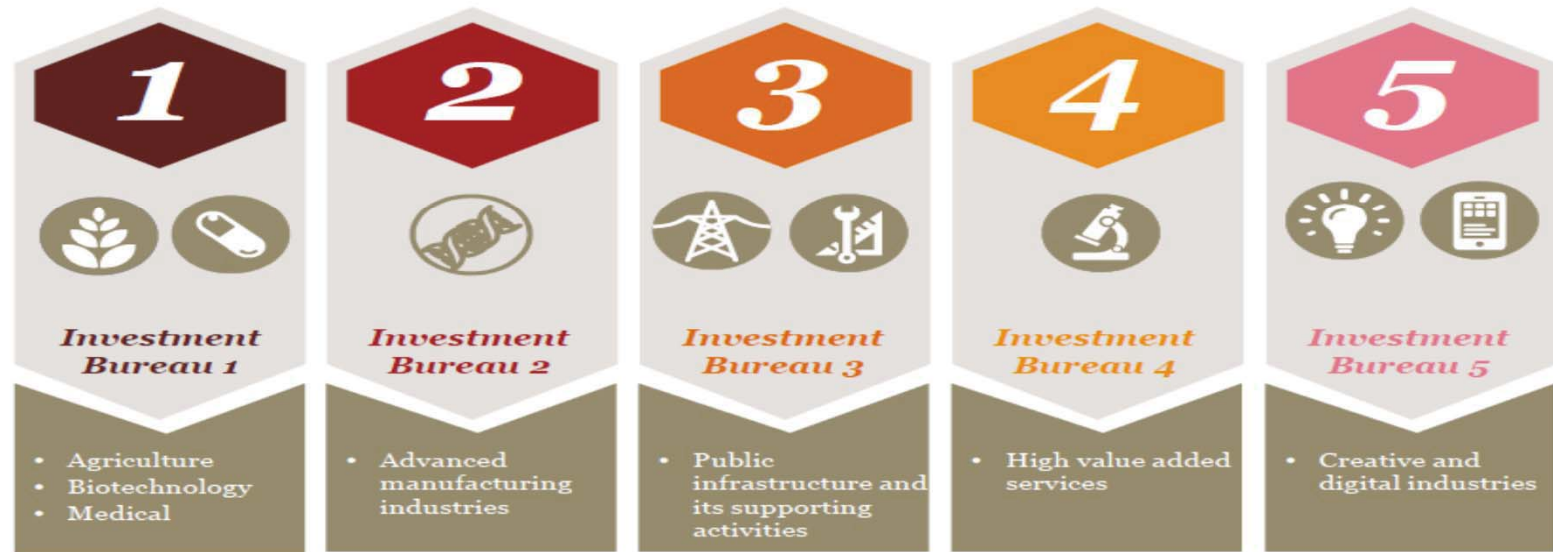 1
2
3
4
5
Investment
Bureau 1
Investment
Bureau 2
Investment
Bureau 3
Investment
Bureau 4
Investment
Bureau 5
• Agriculture
• Biotechnology
• Medical
• Advanced
manufacturing
industries
• Public
infrastructure and
its supporting
activities
• High value added
services
• Creative and
digital industries